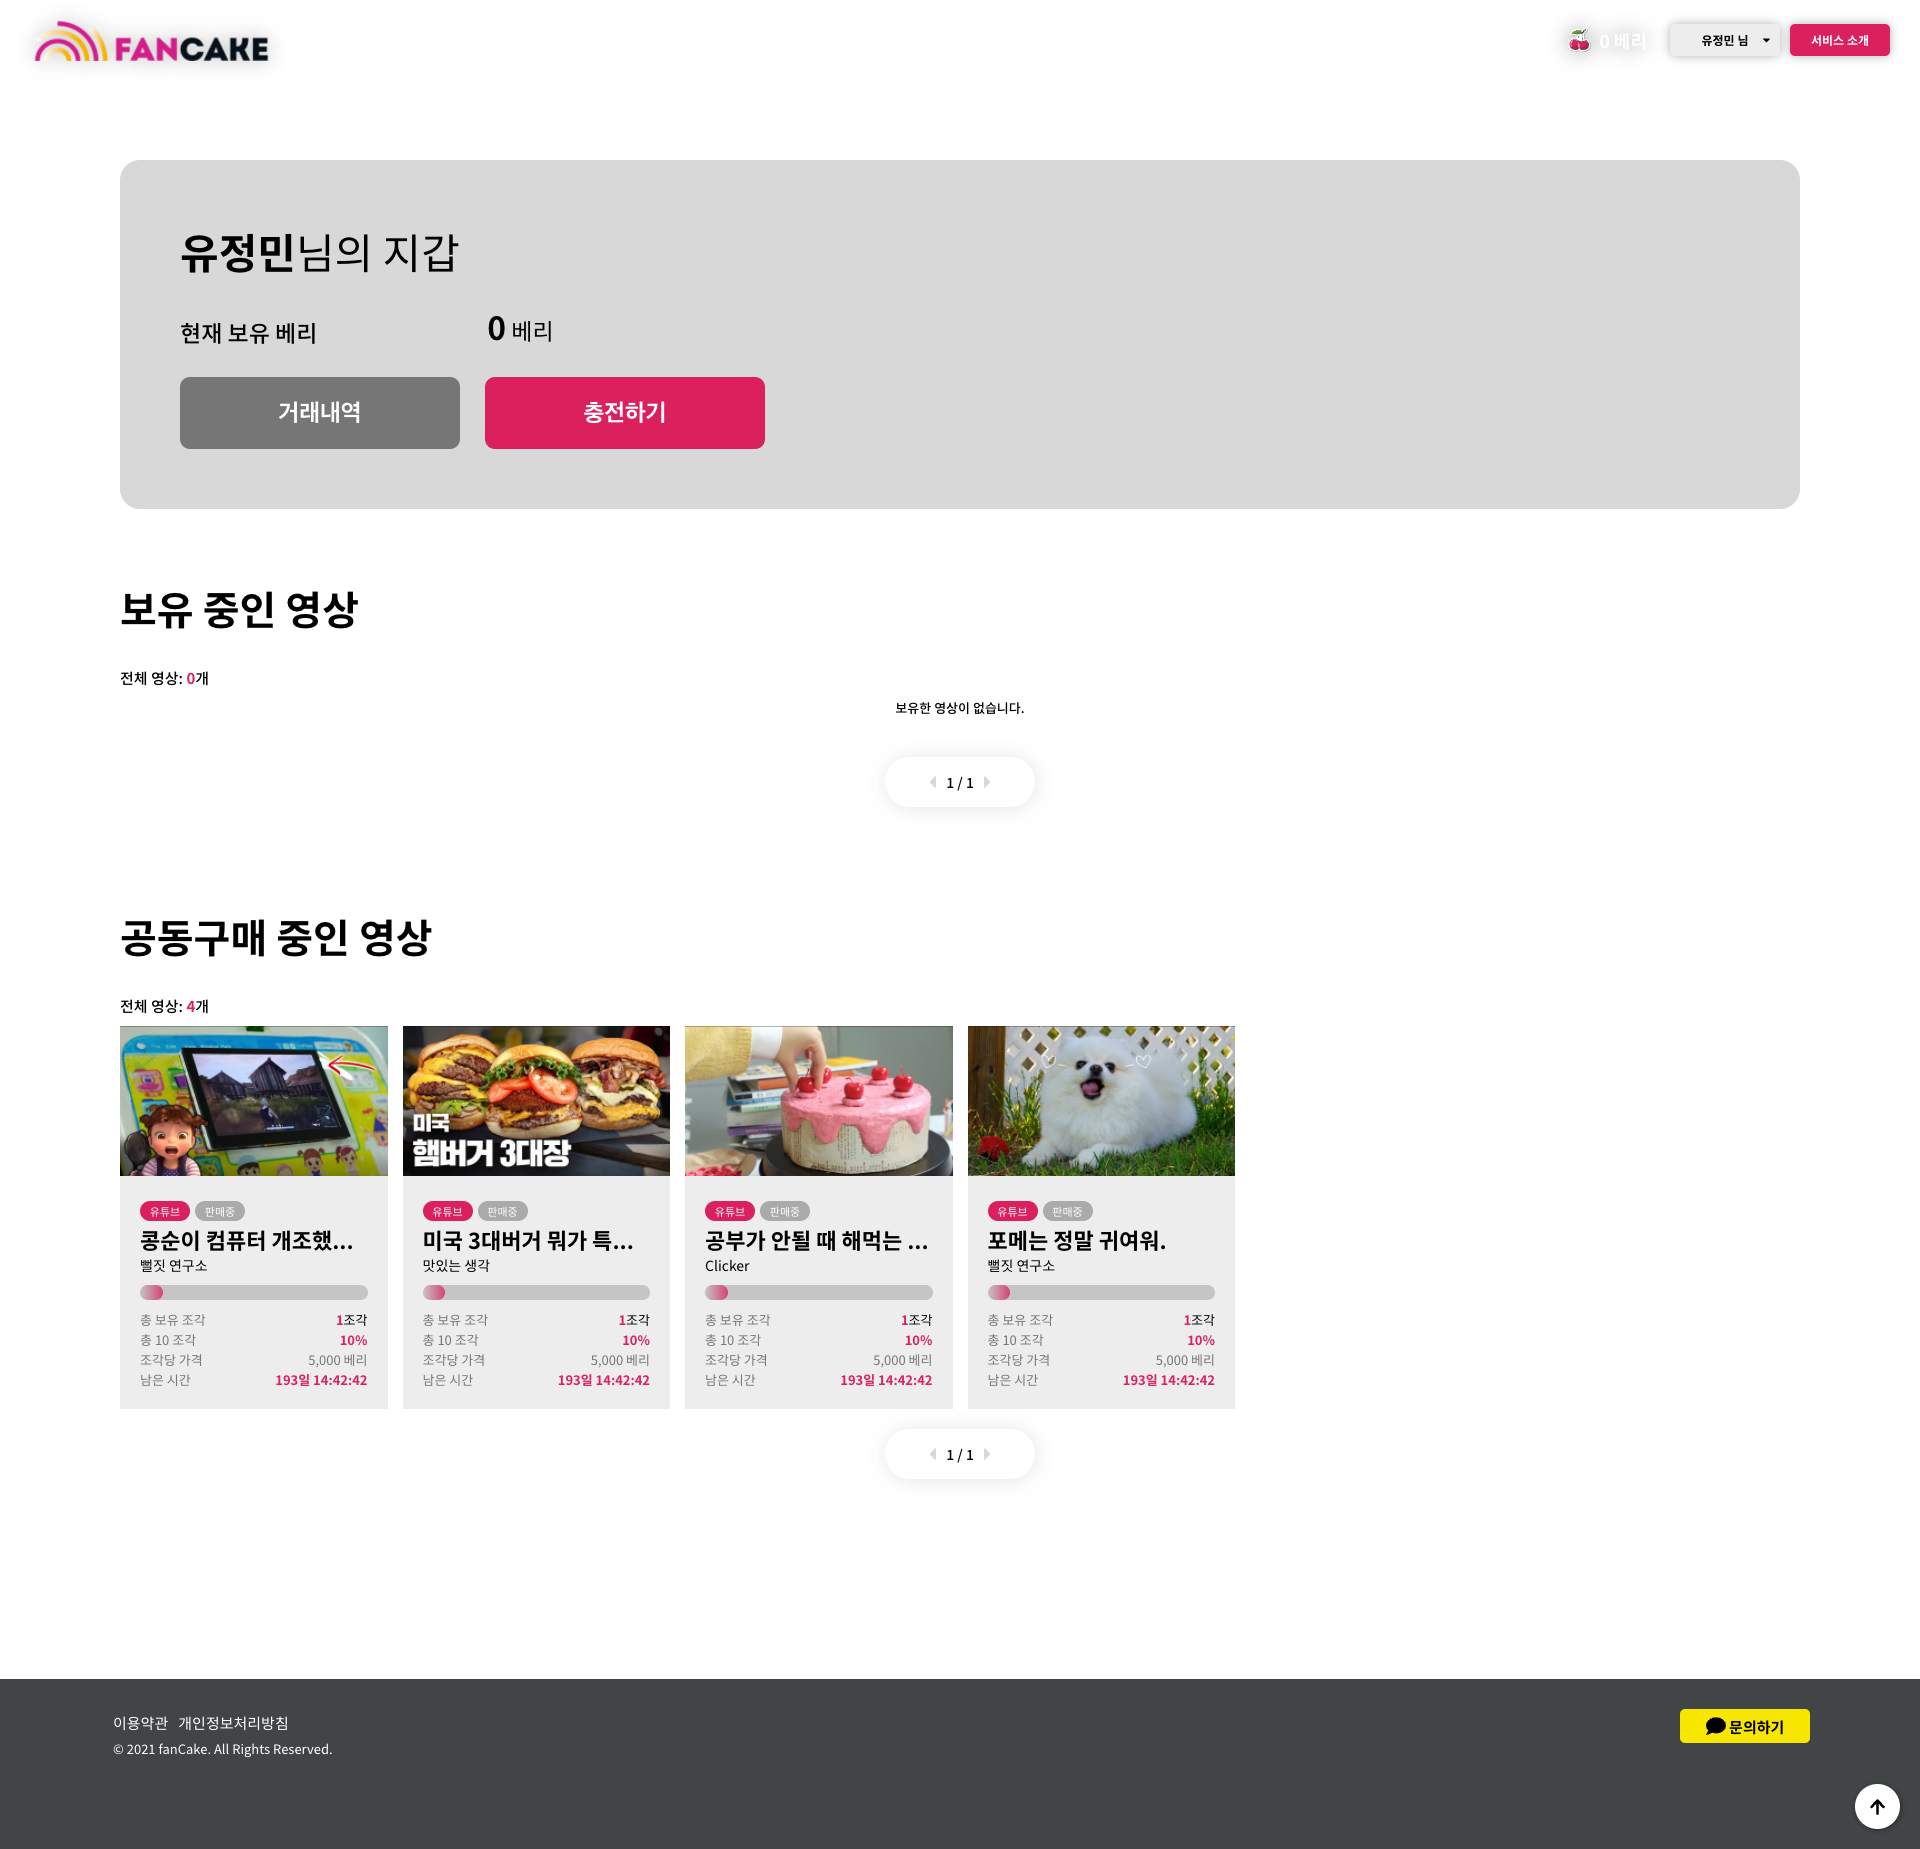 FANCAKE
0 베리
유정민 님
서비스 소개
유정민님의 지갑
현재 보유 베리
0 베리
거래내역
충전하기
보유 중인 영상
전체 영상: 0개
보유한 영상이 없습니다.
1 / 1
공동구매 중인 영상
전체 영상: 4개
미국
햄버거 3대장
유튜브
판매중
콩순이 컴퓨터 개조했...
뻘짓 연구소
총 보유 조각
1조각
총 10 조각
10%
조각당 가격
5,000 베리
남은 시간
193일 14:42:42
유튜브
판매중
미국 3대버거 뭐가 특...
맛있는 생각
총 보유 조각
1조각
총 10 조각
10%
조각당 가격
5,000 베리
남은 시간
193일 14:42:42
유튜브
판매중
공부가 안될 때 해먹는 ...
Clicker
총 보유 조각
1조각
총 10 조각
10%
조각당 가격
5,000 베리
남은 시간
193일 14:42:42
유튜브
판매중
포메는 정말 귀여워.
뻘짓 연구소
총 보유 조각
1조각
총 10 조각
10%
조각당 가격
5,000 베리
남은 시간
193일 14:42:42
1 / 1
이용약관
개인정보처리방침
© 2021 fanCake. All Rights Reserved.
문의하기